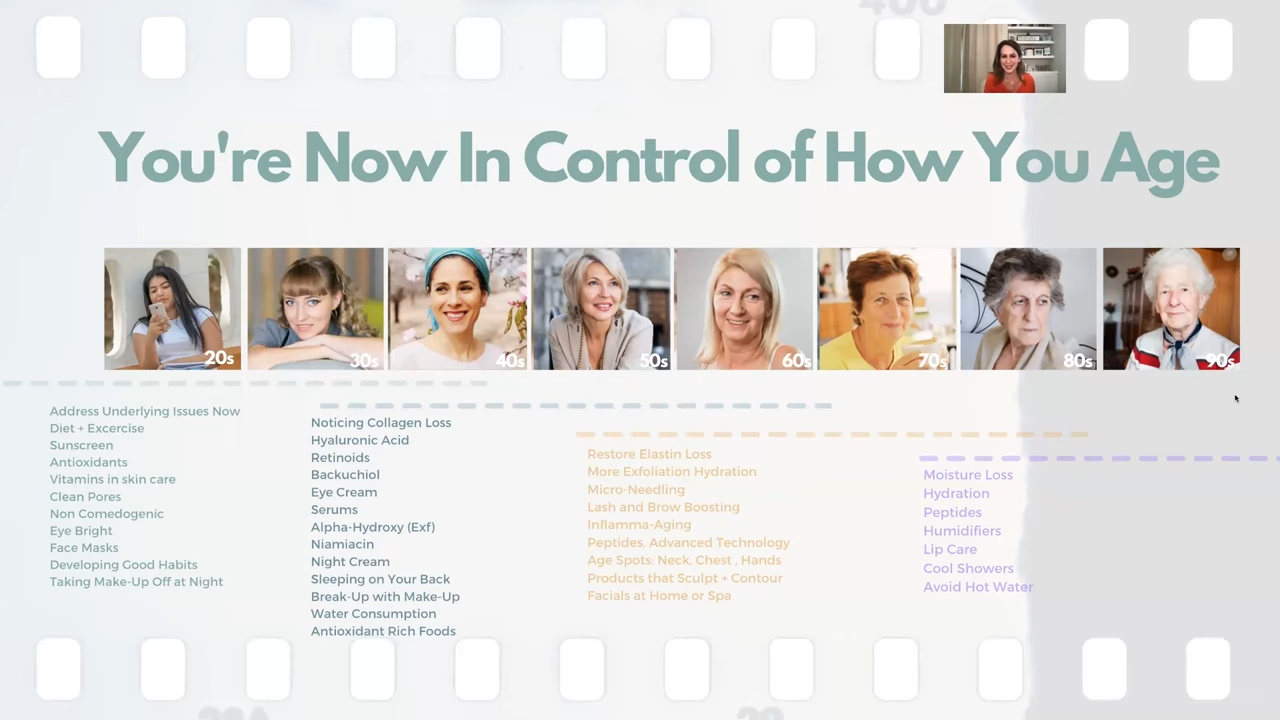 400
You're Now In Control of How You Age
20s
30s
40s
50s
60s
70s
80s
90s
Address Underlying Issues Now
Diet + Excercise
Sunscreen
Antioxidants
Vitamins in skin care
Clean Pores
Non Comedogenic
Eye Bright
Face Masks
Developing Good Habits
Taking Make-Up Off at Night
Noticing Collagen Loss
Hyaluronic Acid
Retinoids
Backuchiol
Eye Cream
Serums
Alpha-Hydroxy (Exf)
Niamiacin
Night Cream
Sleeping on Your Back
Break-Up with Make-Up
Water Consumption
Antioxidant Rich Foods
Restore Elastin Loss
More Exfoliation Hydration
Micro-Needling
Lash and Brow Boosting
Inflamma-Aging
Peptides, Advanced Technology
Age Spots: Neck, Chest , Hands
Products that Sculpt + Contour
Facials at Home or Spa
Moisture Loss
Hydration
Peptides
Humidifiers
Lip Care
Cool Showers
Avoid Hot Water